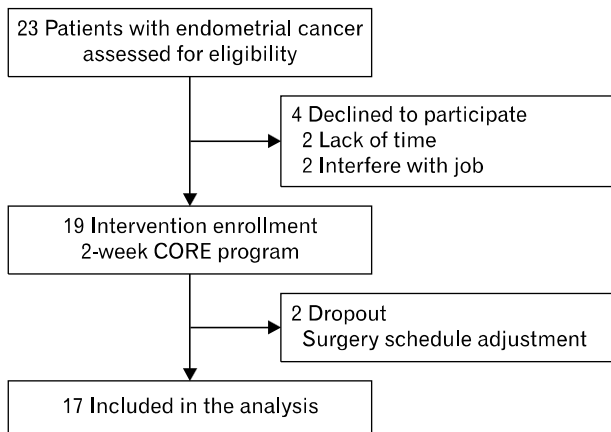 23 Patients with endometrial cancer
assessed for eligibility
4 Declined to participate
2 Lack of time
2 Interfere with job
19 Intervention enrollment
2-week CORE program
2 Dropout
Surgery schedule adjustment
17 Included in the analysis